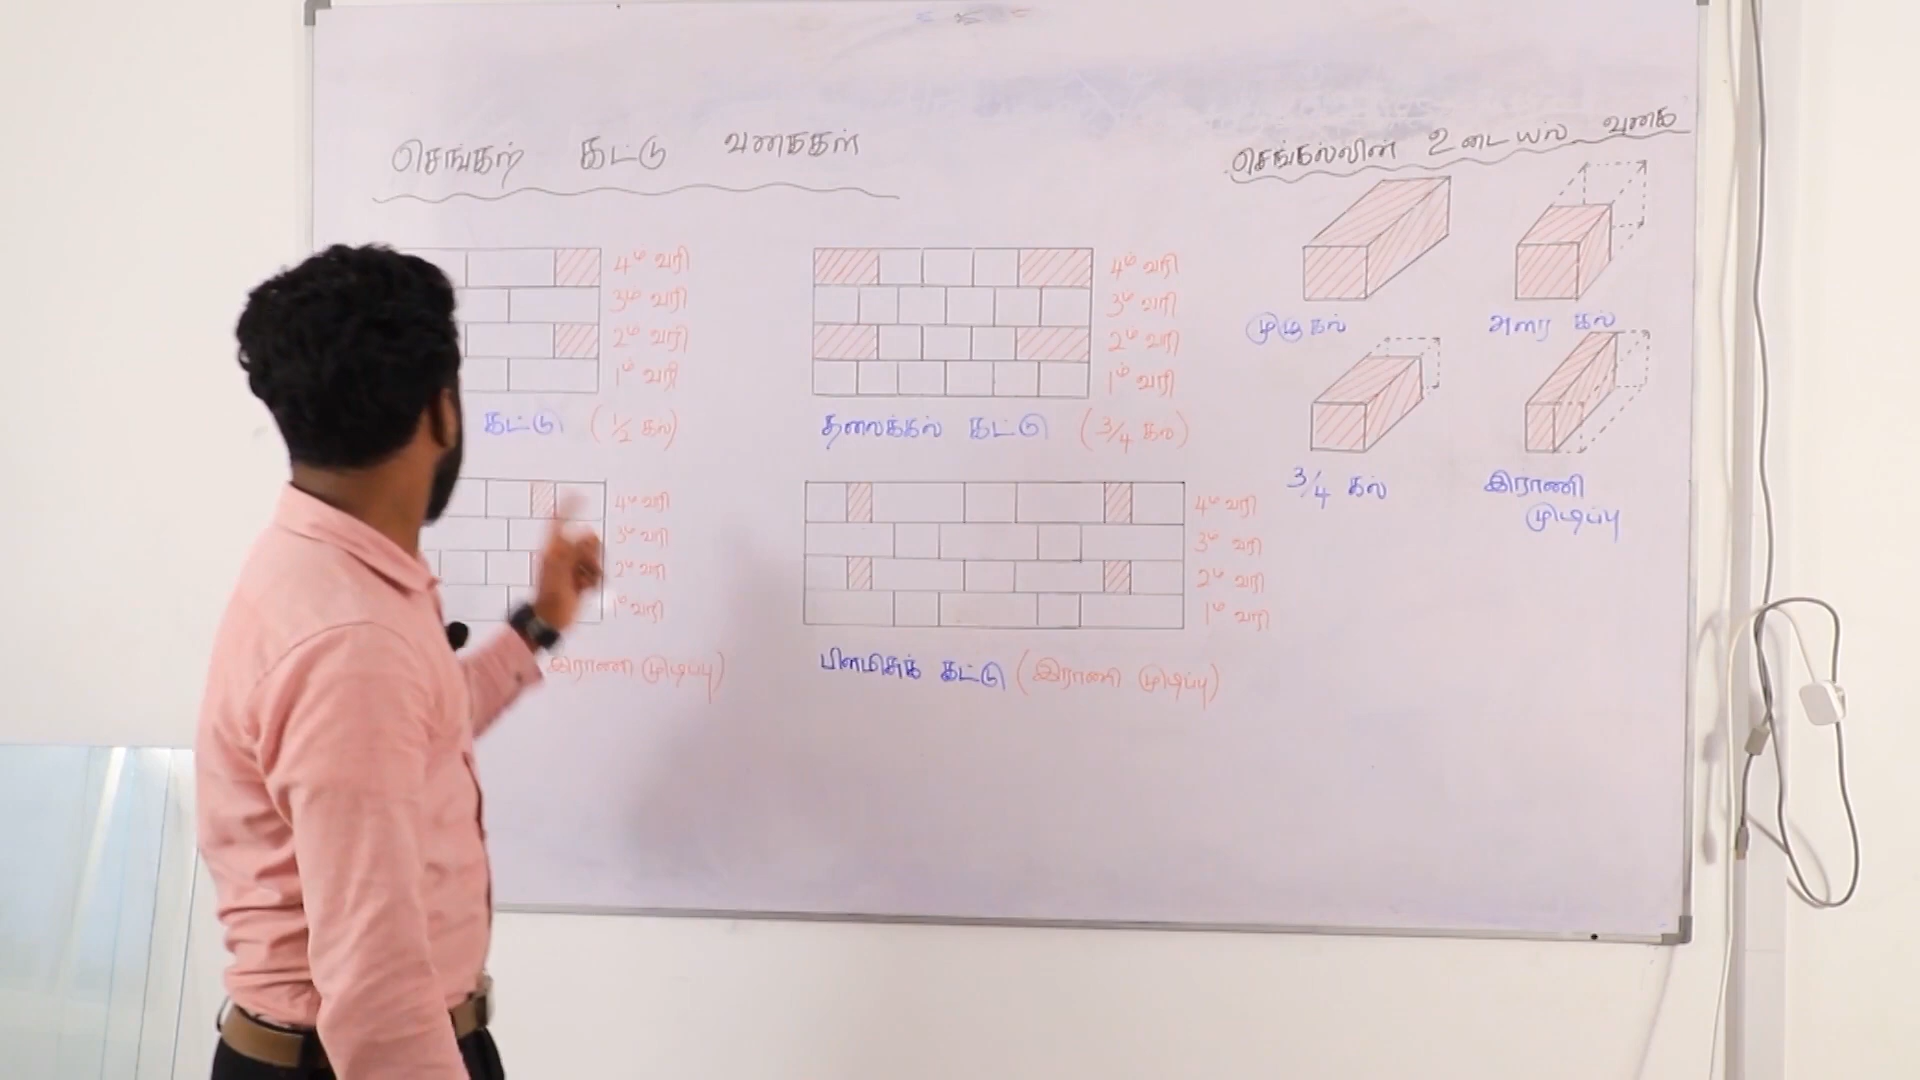 செங்கற் கட்டு வகைகள்
4ம் வரி
3ம் வரி
2ம் வரி
1ம் வரி
கட்டு (1/2 கல்)
4ம் வரி
3ம் வரி
2ம் வரி
1ம் வரி
தலைக்கல் கட்டு (3/4 கல்)
4ம் வரி
3ம் வரி
2ம் வரி
1ம் வரி
இராணி முடிப்பு)
4ம் வரி
3ம் வரி
2ம் வரி
1ம் வரி
பிளமிசுக் கட்டு (இராணி முடிப்பு)
செங்கல்லின் உடையல் வகை
முழுகல்
அரை கல்
3/4 கல்
இராணி
முடிப்பு